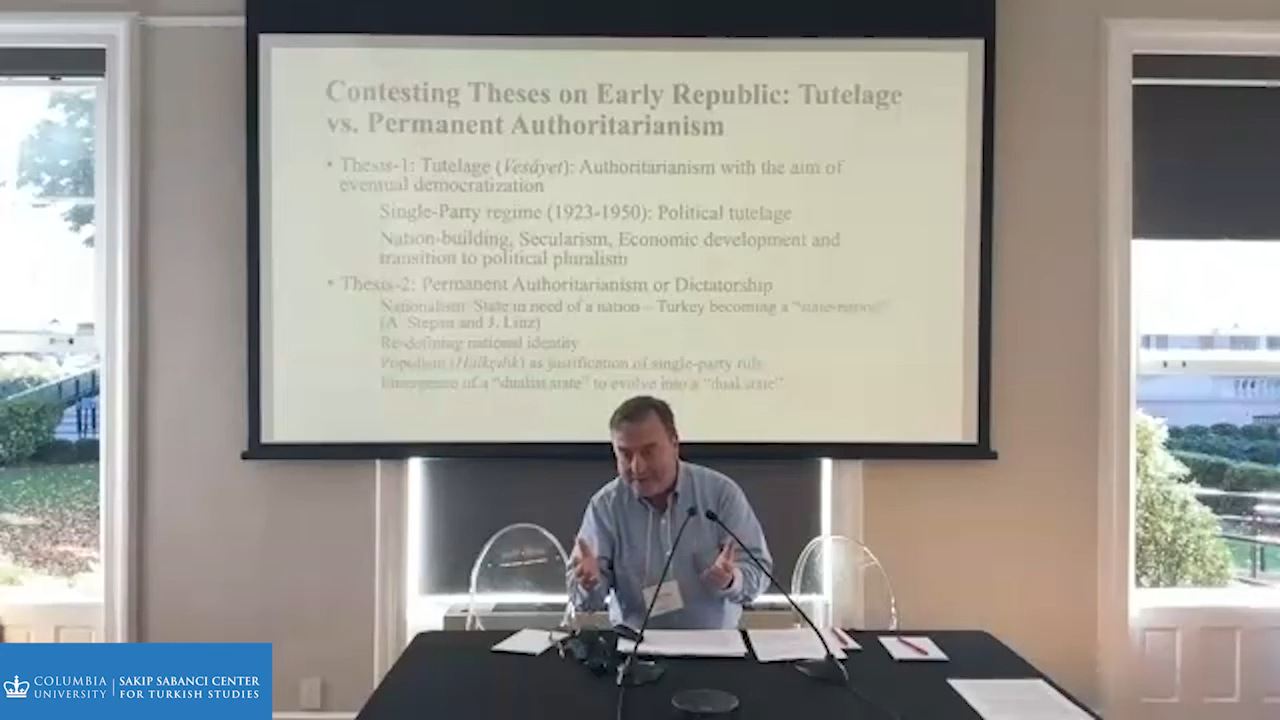 Contesting Theses on Early Republic: Tutelage
vs. Permanent Authoritarianism
• Thesis-1: Tutelage (Vesâyet): Authoritarianism with the aim of
eventual democratization
Single-Party regime (1923-1950): Political tutelage
Nation-building, Secularism, Economic development and
transition to political pluralism
• Thesis-2: Permanent Authoritarianism or Dictatorship
Nationalism: State in need of a nation – Turkey becoming a "state-nation"
(A. Stepan and J. Linz)
Re-defining national identity
Populism (Halkçılık) as justification of single-party rule
Emergence of a "dualist state" to evolve into a "dual state"
COLUMBIA
UNIVERSITY
SAKIP SABANCI CENTER
FOR TURKISH STUDIES